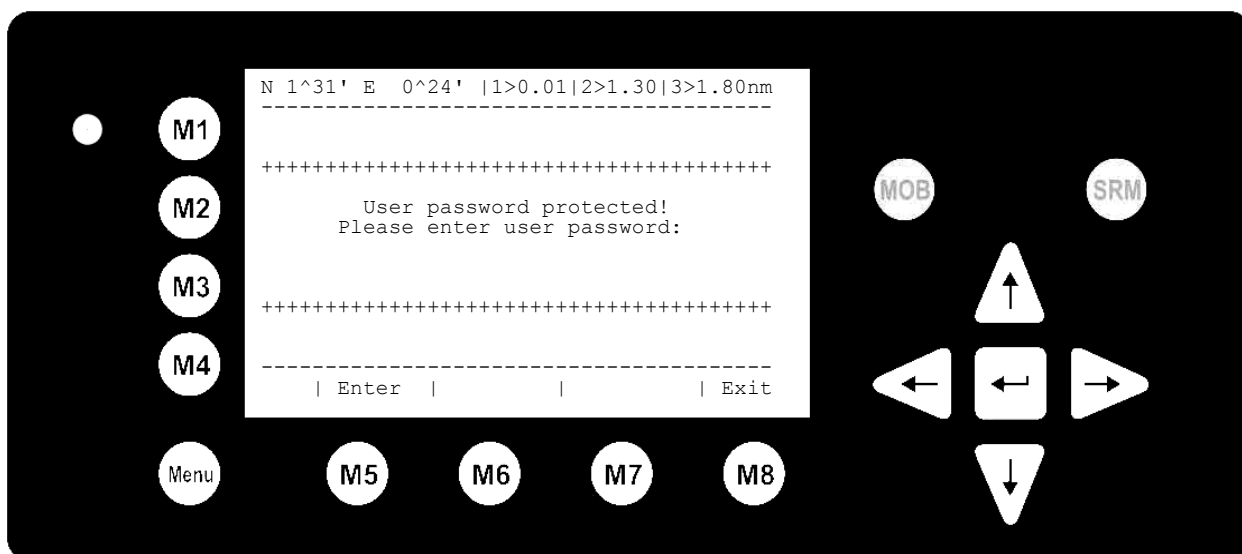 N 1^31' E 0^24' |1>0.01|2>1.30|3>1.80nm
----------------------------------------
++++++++++++++++++++++++++++++++++++++++
User password protected!
Please enter user password:
++++++++++++++++++++++++++++++++++++++++
----------------------------------------
| Enter | | | Exit
M1
M2
M3
M4
Menu
M5
M6
M7
M8
MOB
SRM